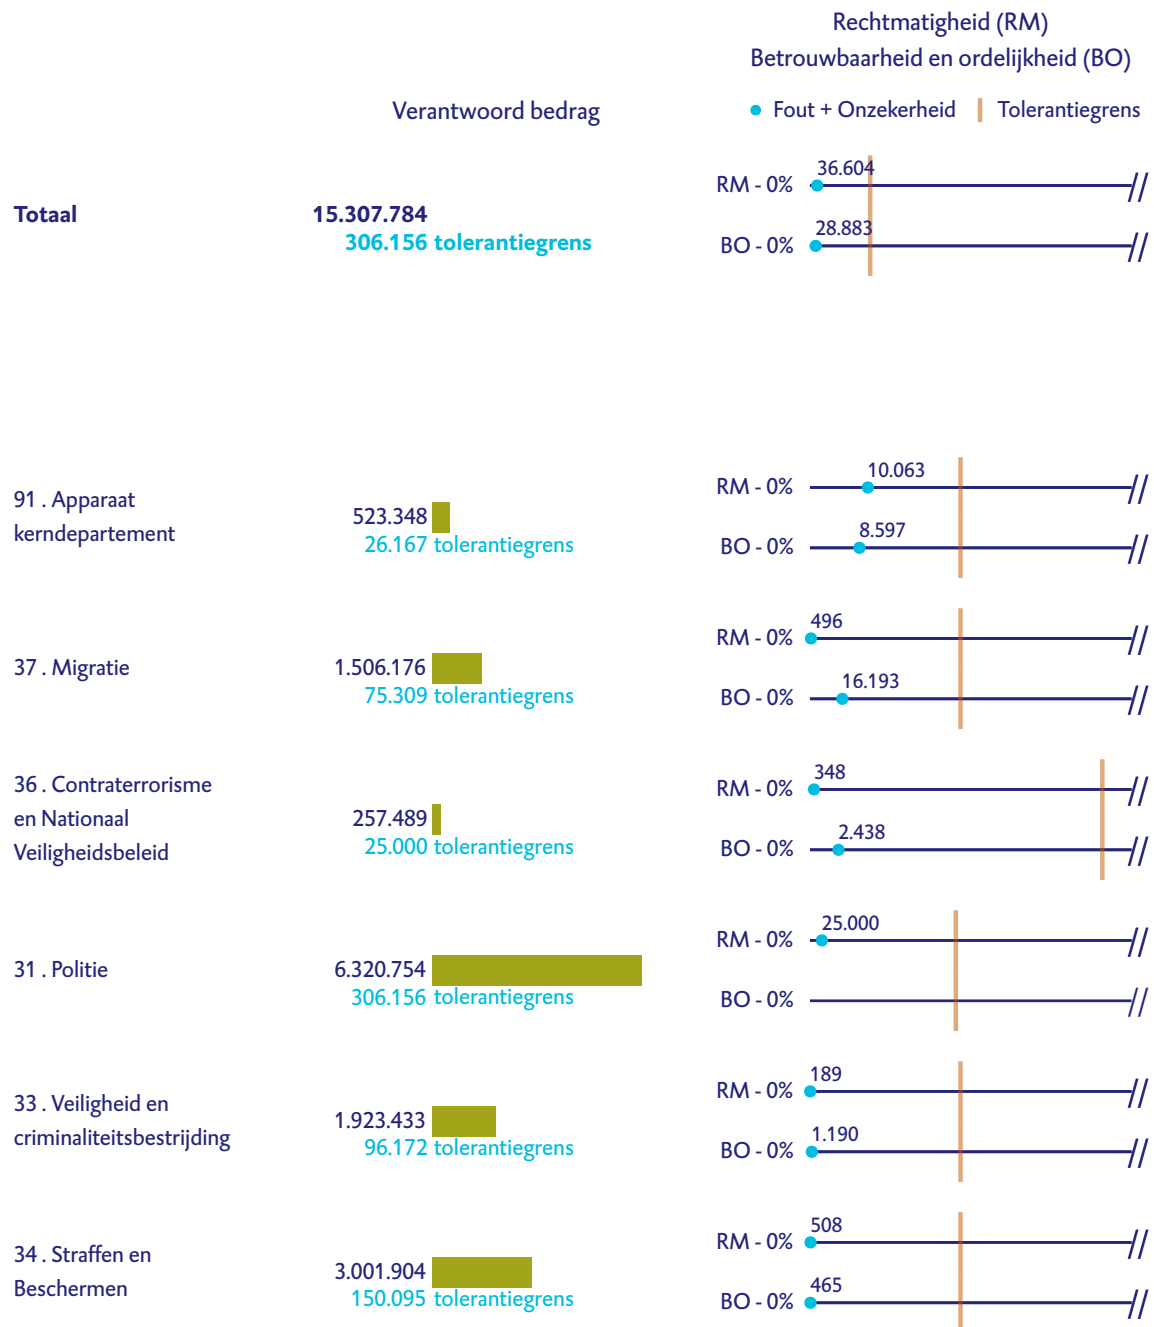 Rechtmatigheid (RM)
Betrouwbaarheid en ordelijkheid (BO)
Verantwoord bedrag
Fout + Onzekerheid
Tolerantiegrens
Totaal
15.307.784
306.156 tolerantiegrens
RM - 0%
36.604
BO - 0%
28.883
91 . Apparaat
kerndepartement
523.348
26.167 tolerantiegrens
RM - 0%
10.063
BO - 0%
8.597
37 . Migratie
1.506.176
75.309 tolerantiegrens
RM - 0%
496
BO - 0%
16.193
36 . Contraterrorisme
en Nationaal
Veiligheidsbeleid
257.489
25.000 tolerantiegrens
RM - 0%
348
BO - 0%
2.438
31 . Politie
6.320.754
306.156 tolerantiegrens
RM - 0%
25.000
BO - 0%
33 . Veiligheid en
criminaliteitsbestrijding
1.923.433
96.172 tolerantiegrens
RM - 0%
189
BO - 0%
1.190
34 . Straffen en
Beschermen
3.001.904
150.095 tolerantiegrens
RM - 0%
508
BO - 0%
465